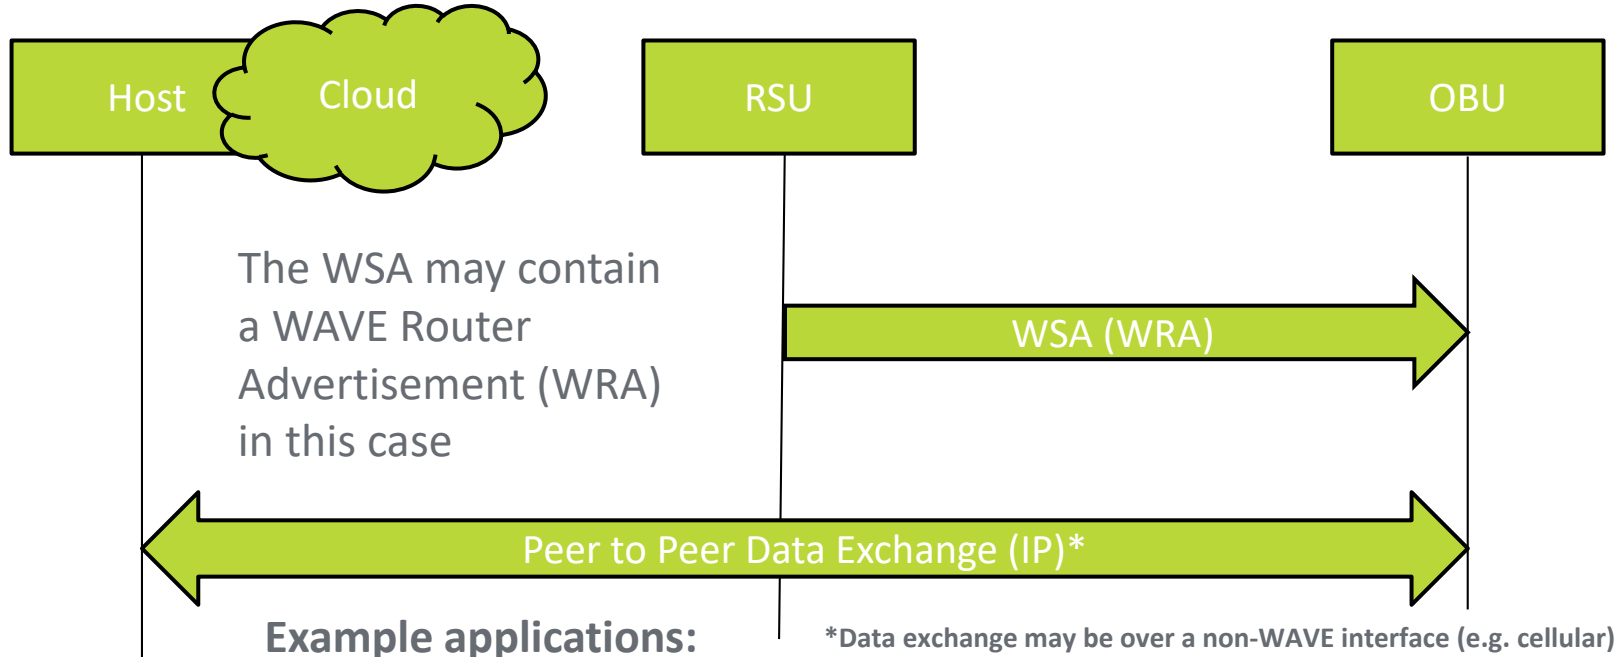 Host
Cloud
RSU
OBU
The WSA may contain
a WAVE Router
Advertisement (WRA)
in this case
WSA (WRA)
Peer to Peer Data Exchange (IP)*
Example applications:
*Data exchange may be over a non-WAVE interface (e.g. cellular)